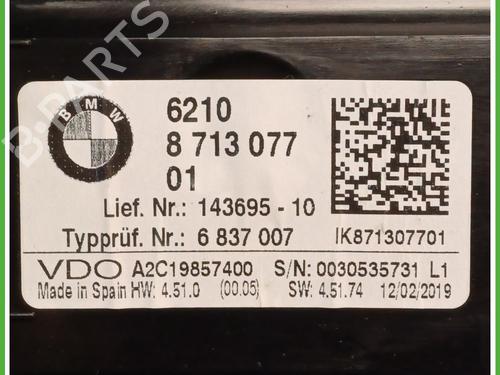 BMW
6210
8 713 077
01
Lief. Nr.: 143695 - 10
Typprüf. Nr.: 6 837 007
IK871307701
VDO A2C19857400 S/N: 0030535731 L1
Made in Spain HW: 4.51.0 (00.05) SW: 4.51.74 12/02/2019
B-PARTS